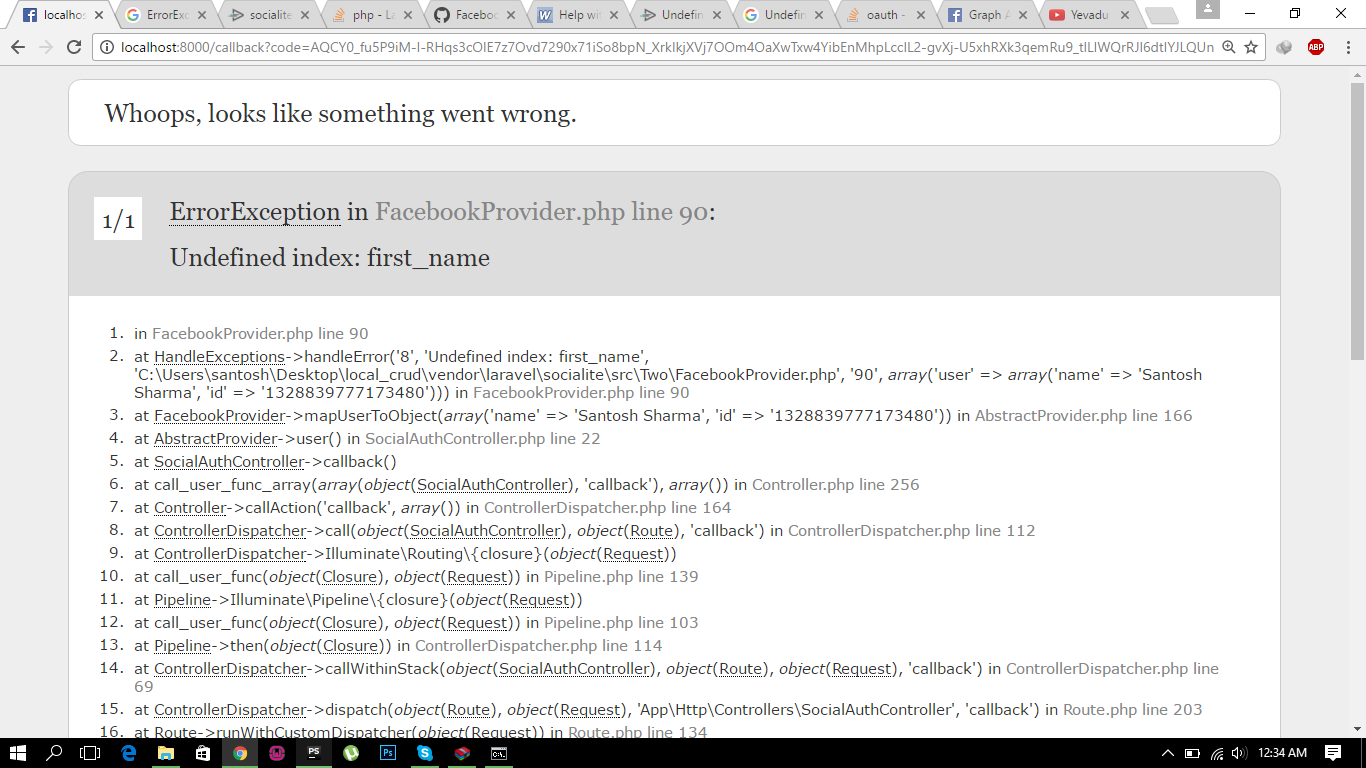 localhos
ErrorExc
socialite
php - La
Faceboo
Help wi
Undefin
Undefin
oauth -
Graph A
Yevadu
Whoops, looks like something went wrong.
1/1
ErrorException in FacebookProvider.php line 90:
Undefined index: first_name
1. in FacebookProvider.php line 90
2. at HandleExceptions->handleError('8', 'Undefined index: first_name',
'C:\Users\santosh\Desktop\local_crud\vendor\laravel\socialite\src\Two\FacebookProvider.php', '90', array('user' => array('name' => 'Santosh
Sharma', 'id' => '1328839777173480'))) in FacebookProvider.php line 90
3. at FacebookProvider->mapUserToObject(array('name' => 'Santosh Sharma', 'id' => '1328839777173480')) in AbstractProvider.php line 166
4. at AbstractProvider->user() in SocialAuthController.php line 22
5. at SocialAuthController->callback()
6. at call_user_func_array(array(object(SocialAuthController), 'callback'), array()) in Controller.php line 256
7. at Controller->callAction('callback', array()) in ControllerDispatcher.php line 164
8. at ControllerDispatcher->call(object(SocialAuthController), object(Route), 'callback') in ControllerDispatcher.php line 112
9. at ControllerDispatcher->Illuminate\Routing\{closure}(object(Request))
10. at call_user_func(object(Closure), object(Request)) in Pipeline.php line 139
11. at Pipeline->Illuminate\Pipeline\{closure}(object(Request))
12. at call_user_func(object(Closure), object(Request)) in Pipeline.php line 103
13. at Pipeline->then(object(Closure)) in ControllerDispatcher.php line 114
14. at ControllerDispatcher->callWithinStack(object(SocialAuthController), object(Route), object(Request), 'callback') in ControllerDispatcher.php line
69
15. at ControllerDispatcher->dispatch(object(Route), object(Request), 'App\Http\Controllers\SocialAuthController', 'callback') in Route.php line 203
16. at Route->runWithCustomDispatcher(object(Request)) in Route.php line 134
12:34 AM